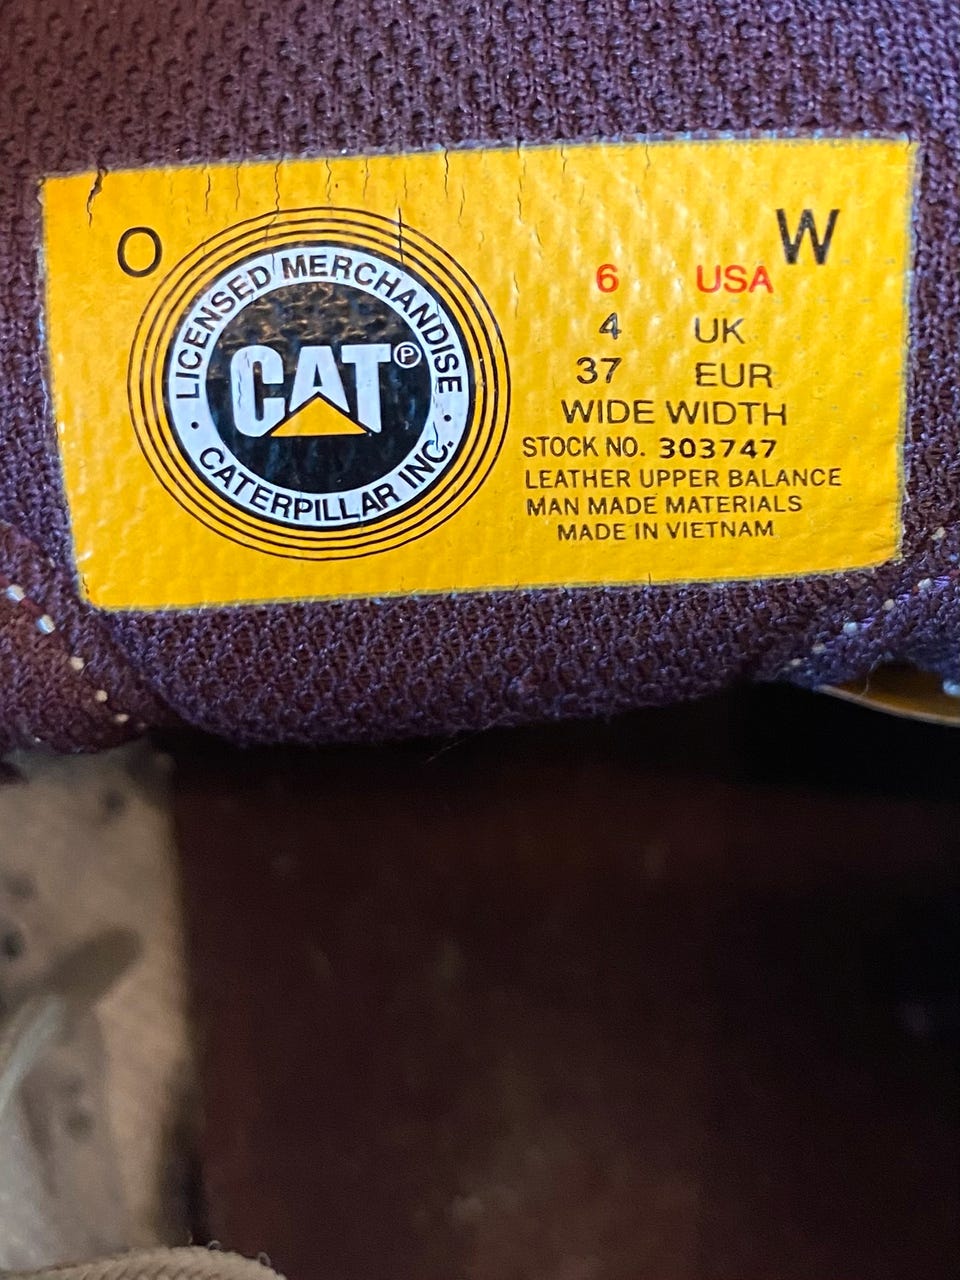 O
W
LICENSED MERCHANDISE
CAT Ⓟ
· CATERPILLAR INC. ·
6 USA
4 UK
37 EUR
WIDE WIDTH
STOCK NO. 303747
LEATHER UPPER BALANCE
MAN MADE MATERIALS
MADE IN VIETNAM